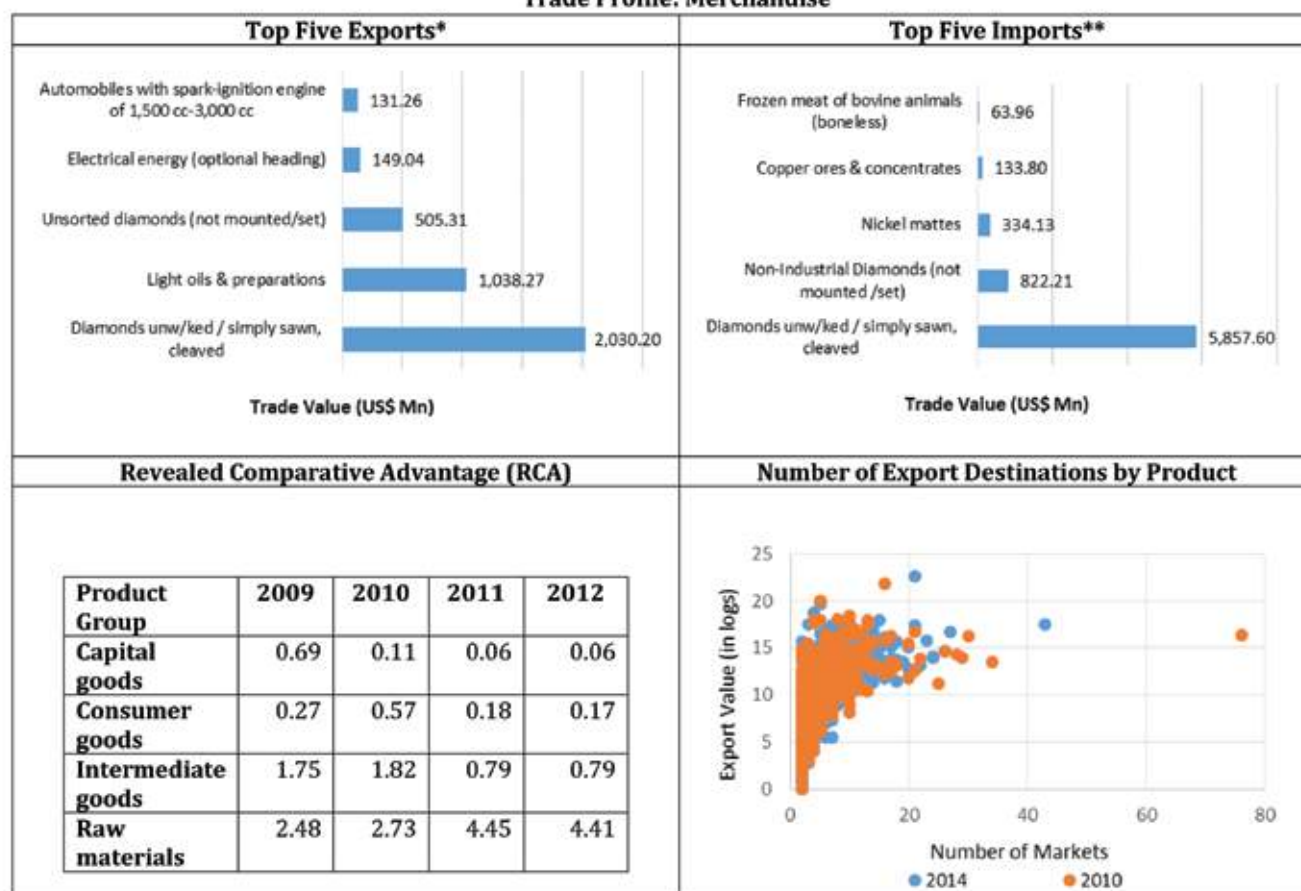 Trade Profile: Merchandise
Top Five Exports*
Automobiles with spark-ignition engine
of 1,500 cc-3,000 cc
131.26
Electrical energy (optional heading)
149.04
Unsorted diamonds (not mounted/set)
505.31
Light oils & preparations
1,038.27
Diamonds unw/ked / simply sawn,
cleaved
2,030.20
Trade Value (US$ Mn)
Top Five Imports**
Frozen meat of bovine animals
(boneless)
63.96
Copper ores & concentrates
133.80
Nickel mattes
334.13
Non-Industrial Diamonds (not
mounted /set)
822.21
Diamonds unw/ked / simply sawn,
cleaved
5,857.60
Trade Value (US$ Mn)
Revealed Comparative Advantage (RCA)
Product
Group
2009 2010 2011 2012
Capital
goods
0.69 0.11 0.06 0.06
Consumer
goods
0.27 0.57 0.18 0.17
Intermediate
goods
1.75 1.82 0.79 0.79
Raw
materials
2.48 2.73 4.45 4.41
Number of Export Destinations by Product
Export Value (in logs)
25
20
15
10
5
0
0 20 40 60 80
Number of Markets
2014 2010